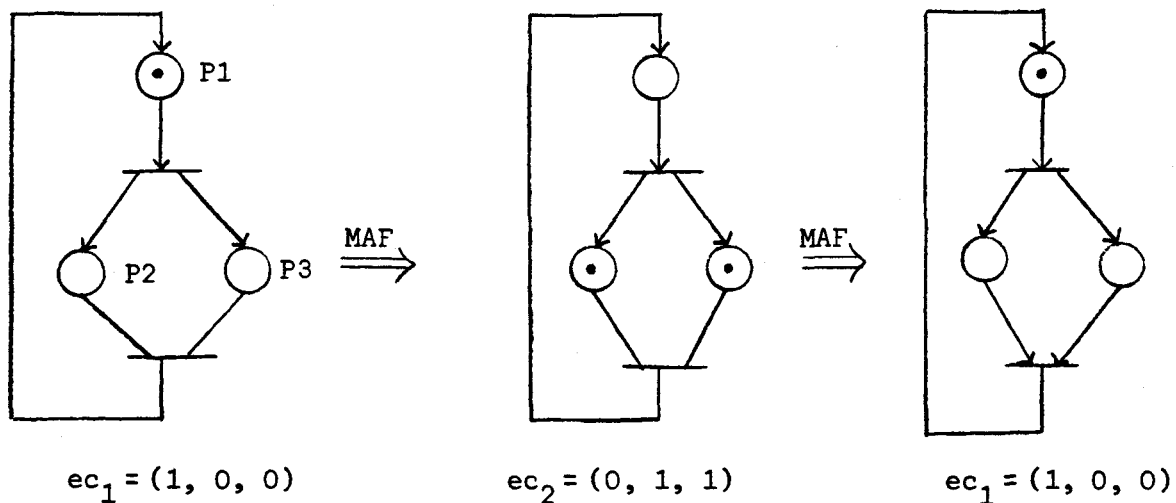 P1
P2
P3
MAF
MAF
ec₁ = (1, 0, 0)
ec₂ = (0, 1, 1)
ec₁ = (1, 0, 0)